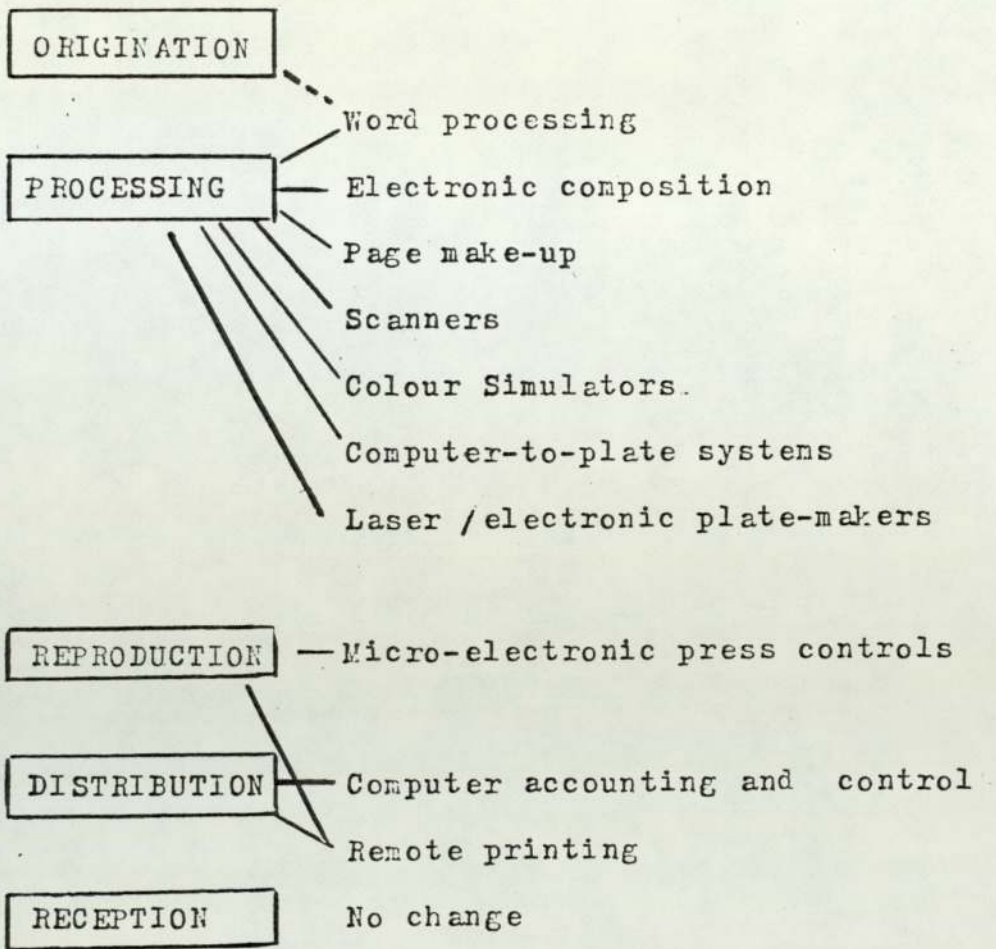 ORIGINATION
Word processing
PROCESSING
Electronic composition
Page make-up
Scanners
Colour Simulators.
Computer-to-plate systems
Laser /electronic plate-makers
REPRODUCTION
Micro-electronic press controls
DISTRIBUTION
Computer accounting and control
Remote printing
RECEPTION
No change